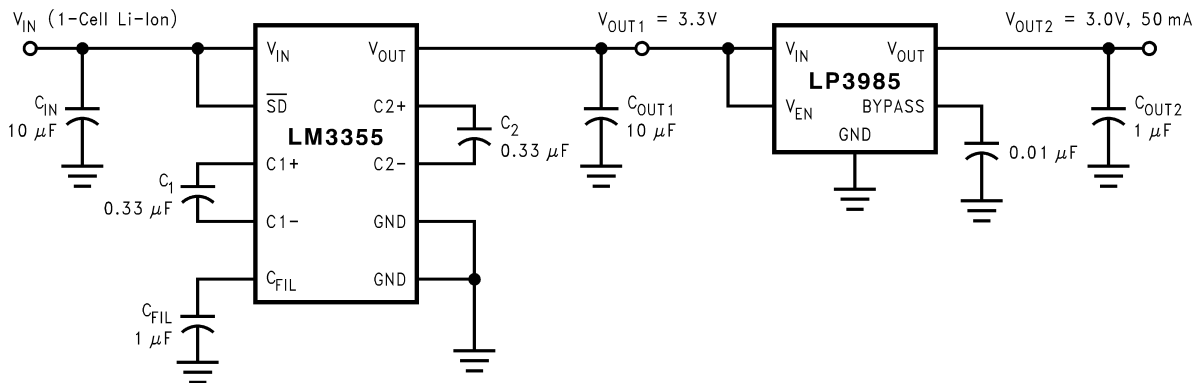 V_IN (1-Cell Li-Ion)
C_IN
10 μF
V_IN
V_OUT
SD
C2+
LM3355
C1+
C2-
C1-
GND
C_FIL
GND
C_1
0.33 μF
C_FIL
1 μF
C_2
0.33 μF
V_OUT1 = 3.3V
C_OUT1
10 μF
V_IN
V_OUT
LP3985
V_EN
BYPASS
GND
0.01 μF
V_OUT2 = 3.0V, 50 mA
C_OUT2
1 μF